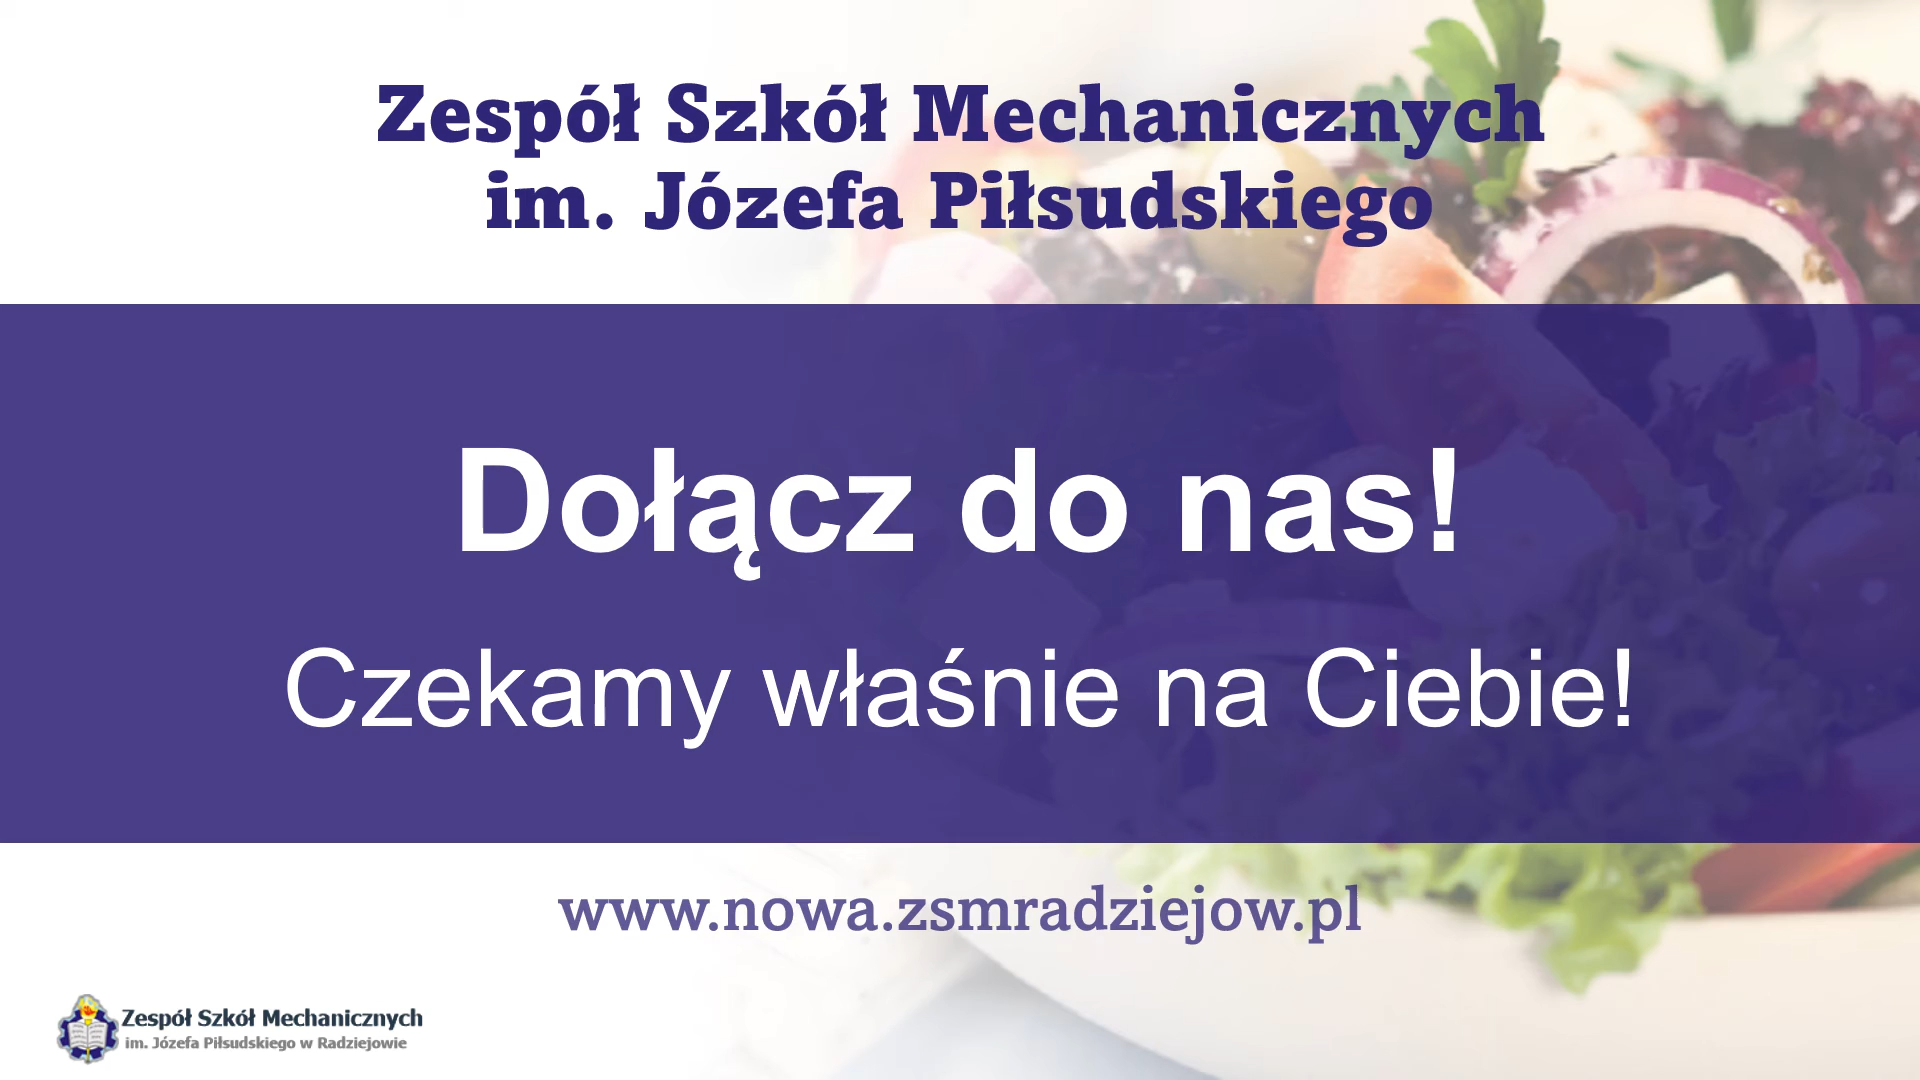 Zespół Szkół Mechanicznych
im. Józefa Piłsudskiego
Dołącz do nas!
Czekamy właśnie na Ciebie!
www.nowa.zsmradziejow.pl
Zespół Szkół Mechanicznych
im. Józefa Piłsudskiego w Radziejowie